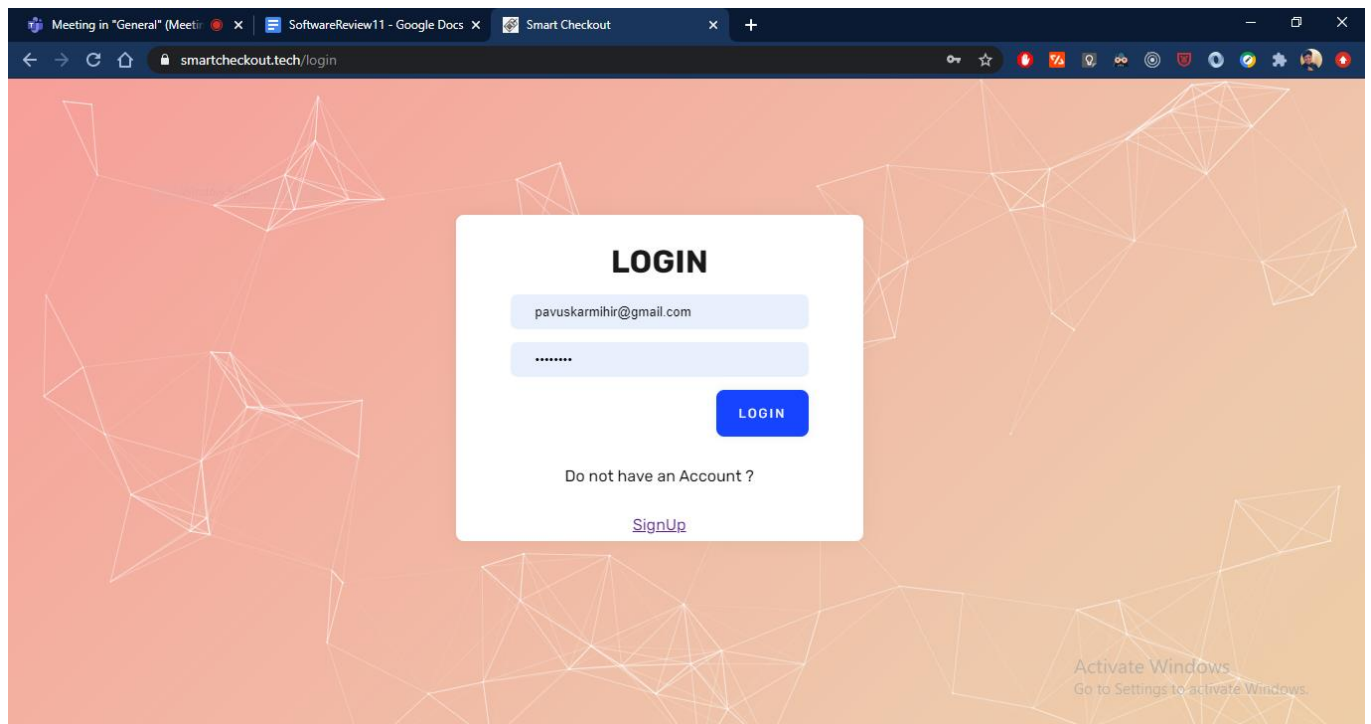 Meeting in "General" (Meetin
SoftwareReview11 - Google Docs
Smart Checkout
smartcheckout.tech/login
LOGIN
pavuskarmihir@gmail.com
••••••••
LOGIN
Do not have an Account ?
SignUp
Activate Windows
Go to Settings to activate Windows.